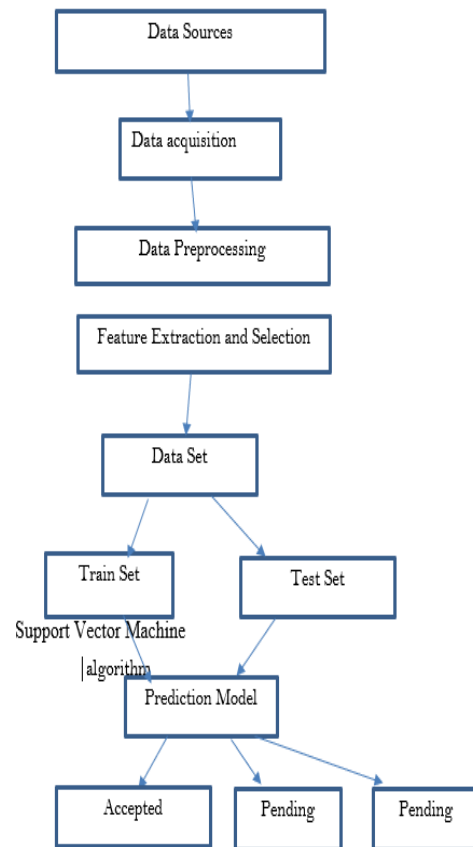 Data Sources
Data acquisition
Data Preprocessing
Feature Extraction and Selection
Data Set
Train Set
Test Set
Support Vector Machine
|algorithm
Prediction Model
Accepted
Pending
Pending